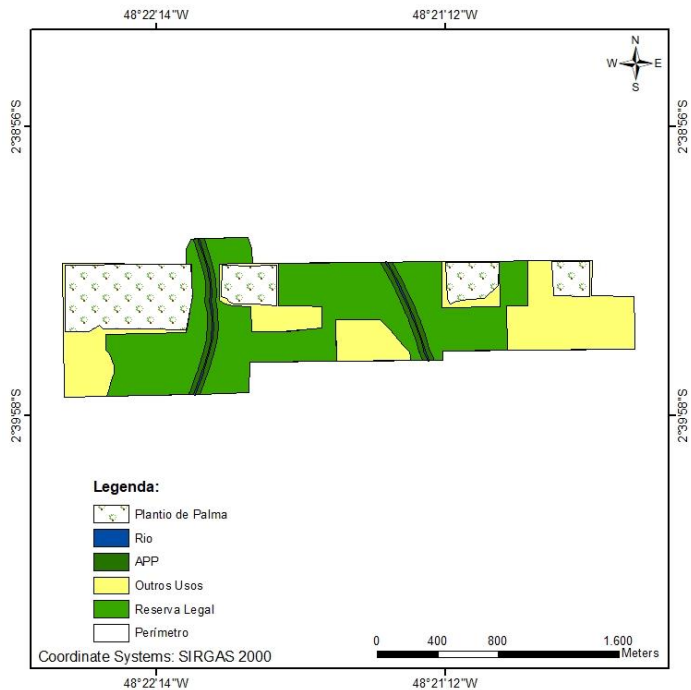 48°22'14"W 48°21'12"W
N
W E
S
2°38'56"S 2°38'56"S
2°39'58"S 2°39'58"S
Legenda:
Plantio de Palma
Rio
APP
Outros Usos
Reserva Legal
Perímetro
Coordinate Systems: SIRGAS 2000
0 400 800 1.600
Meters
48°22'14"W 48°21'12"W